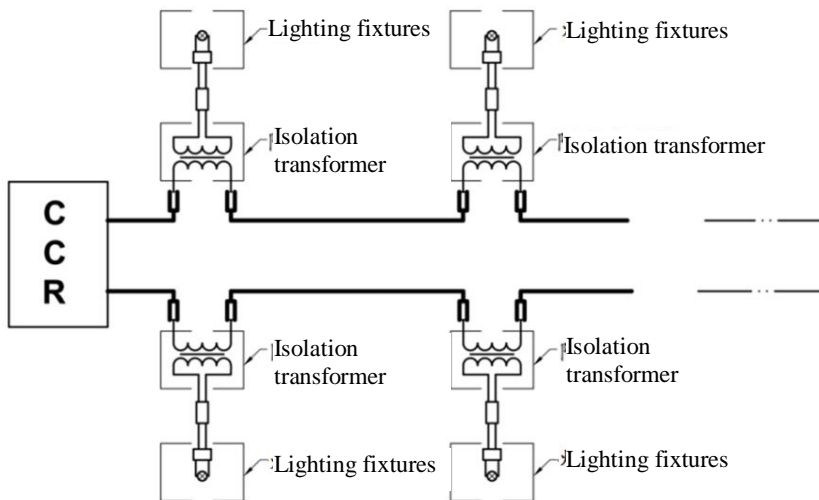 Lighting fixtures
Lighting fixtures
Isolation
transformer
Isolation transformer
C
C
R
Isolation
transformer
Isolation
transformer
Lighting fixtures
Lighting fixtures